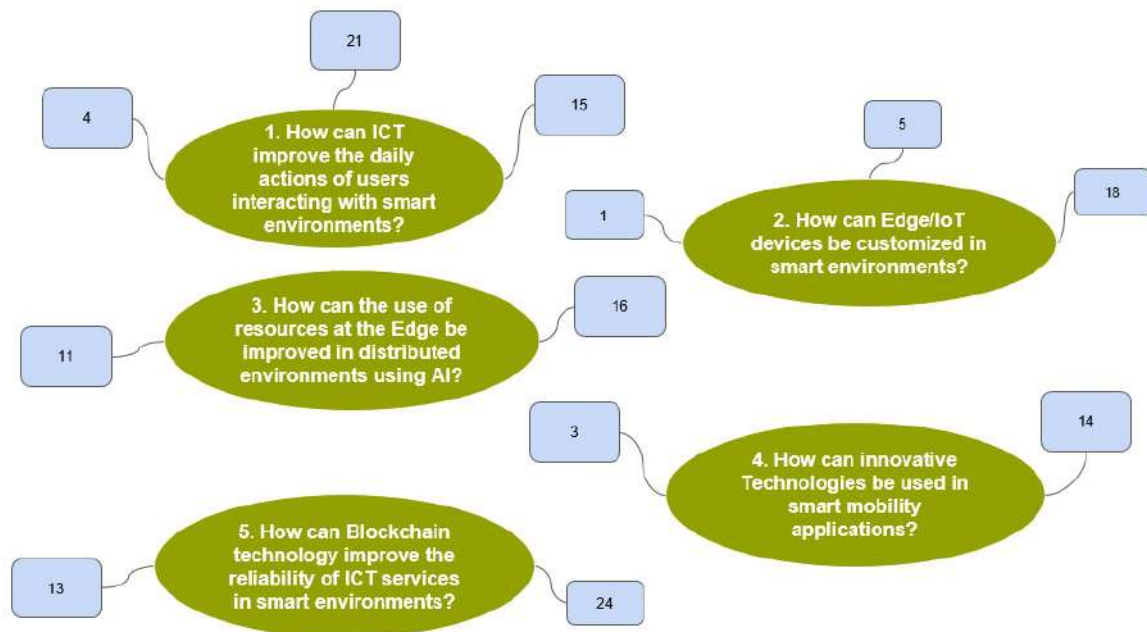 21
4
15
1. How can ICT
improve the daily
actions of users
interacting with smart
environments?
5
1
18
2. How can Edge/IoT
devices be customized in
smart environments?
3. How can the use of
resources at the Edge be
improved in distributed
environments using AI?
16
11
3
14
4. How can innovative
Technologies be used in
smart mobility
applications?
5. How can Blockchain
technology improve the
reliability of ICT services
in smart environments?
13
24